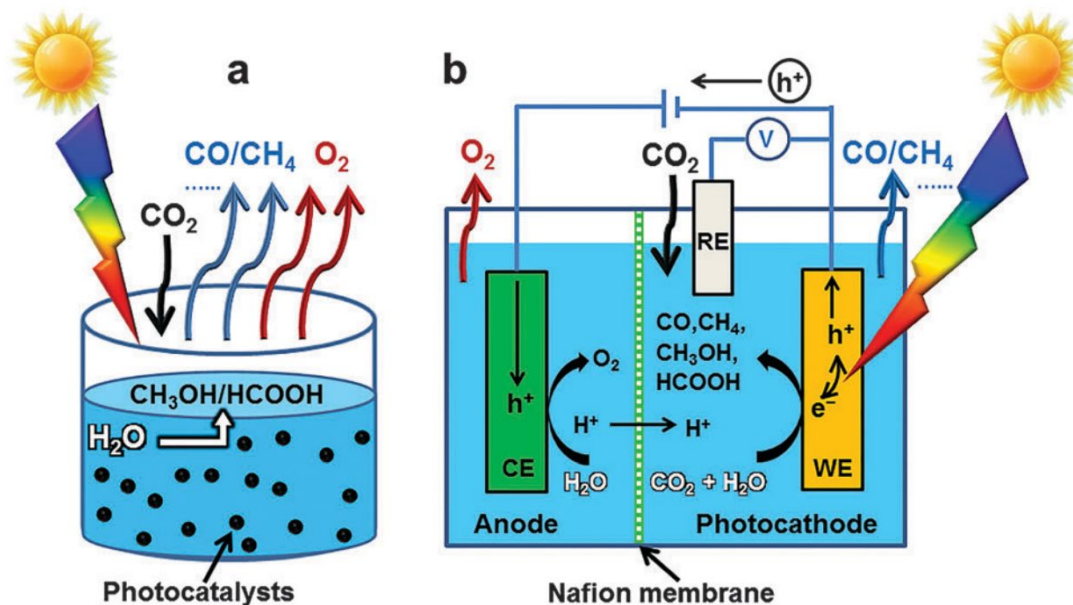 a
CO/CH₄
O₂
......
CO₂
CH₃OH/HCOOH
H₂O
Photocatalysts
b
h⁺
V
O₂
CO₂
CO/CH₄
......
RE
CO,CH₄,
CH₃OH,
HCOOH
h⁺
e⁻
O₂
h⁺
H⁺
H⁺
CE
H₂O
CO₂ + H₂O
WE
Anode
Photocathode
Nafion membrane